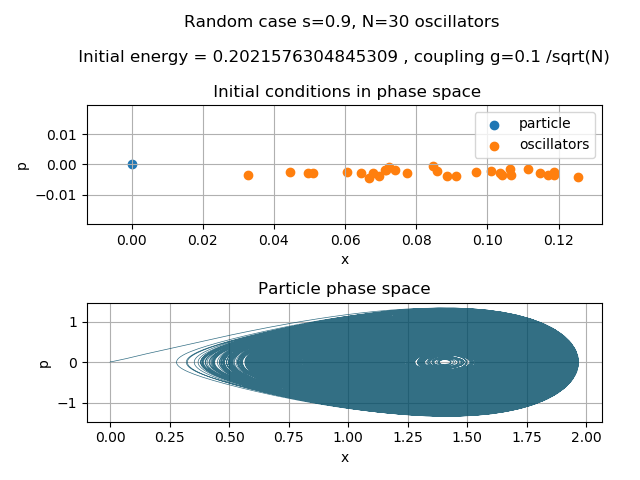 Random case s=0.9, N=30 oscillators
Initial energy = 0.2021576304845309 , coupling g=0.1 /sqrt(N)
Initial conditions in phase space
particle
oscillators
0.01
0.00
−0.01
p
0.00 0.02 0.04 0.06 0.08 0.10 0.12
x
Particle phase space
1
0
−1
p
0.00 0.25 0.50 0.75 1.00 1.25 1.50 1.75 2.00
x